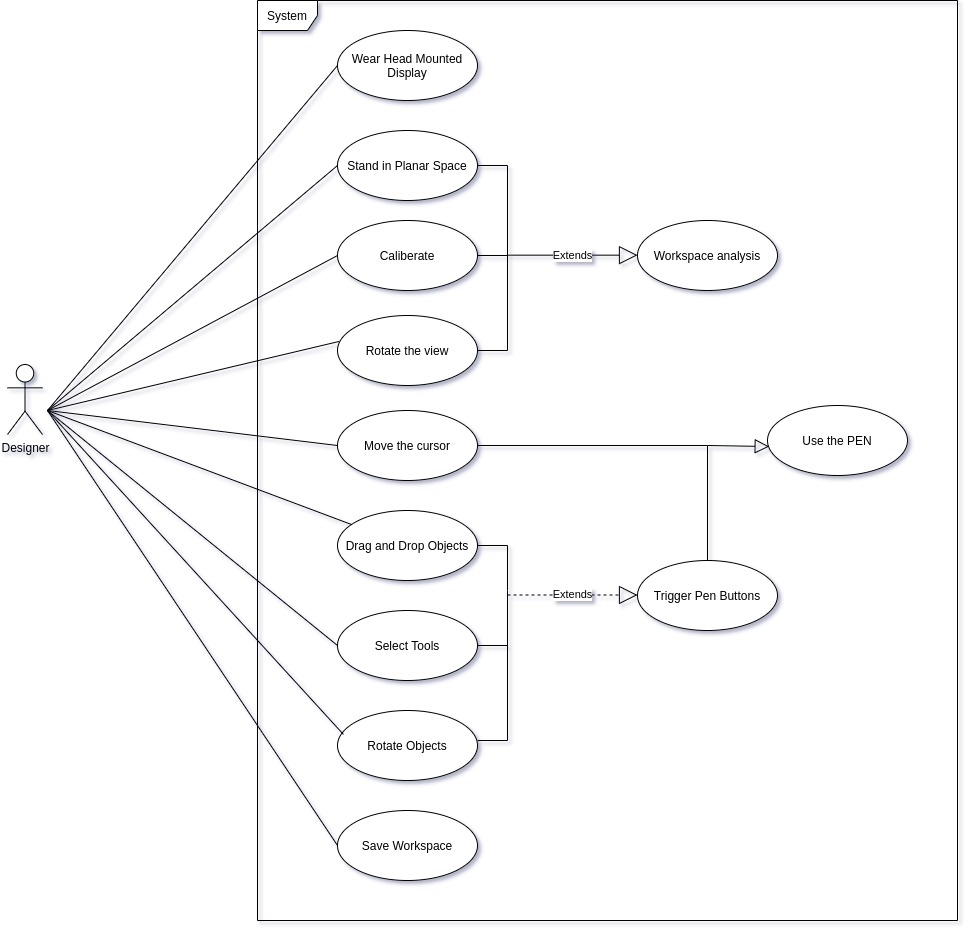 System
Wear Head Mounted
Display
Stand in Planar Space
Caliberate
Extends
Workspace analysis
Rotate the view
Designer
Move the cursor
Use the PEN
Drag and Drop Objects
Extends
Trigger Pen Buttons
Select Tools
Rotate Objects
Save Workspace